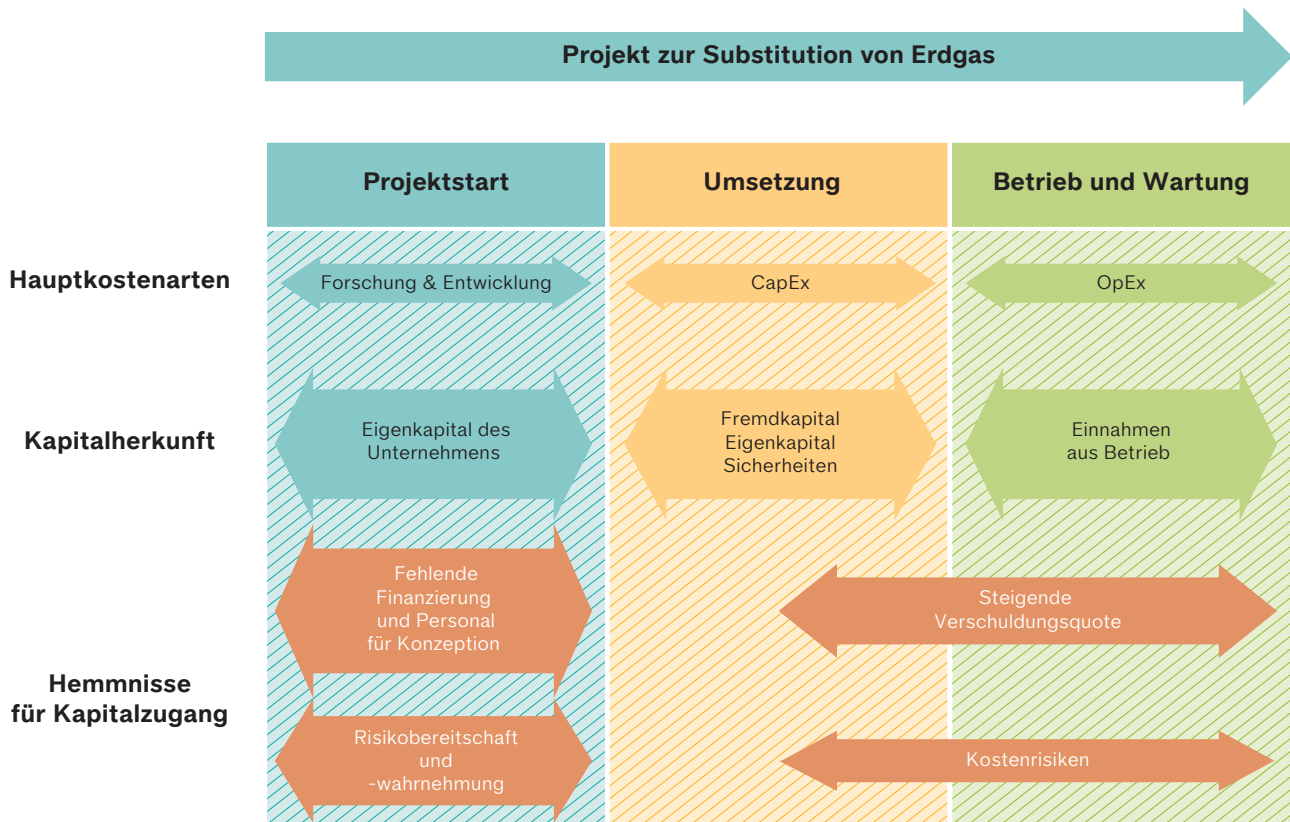 Projekt zur Substitution von Erdgas
Projektstart
Umsetzung
Betrieb und Wartung
Hauptkostenarten
Forschung & Entwicklung
CapEx
OpEx
Kapitalherkunft
Eigenkapital des
Unternehmens
Fremdkapital
Eigenkapital
Sicherheiten
Einnahmen
aus Betrieb
Hemmnisse
für Kapitalzugang
Fehlende
Finanzierung
und Personal
für Konzeption
Steigende
Verschuldungsquote
Risikobereitschaft
und
-wahrnehmung
Kostenrisiken